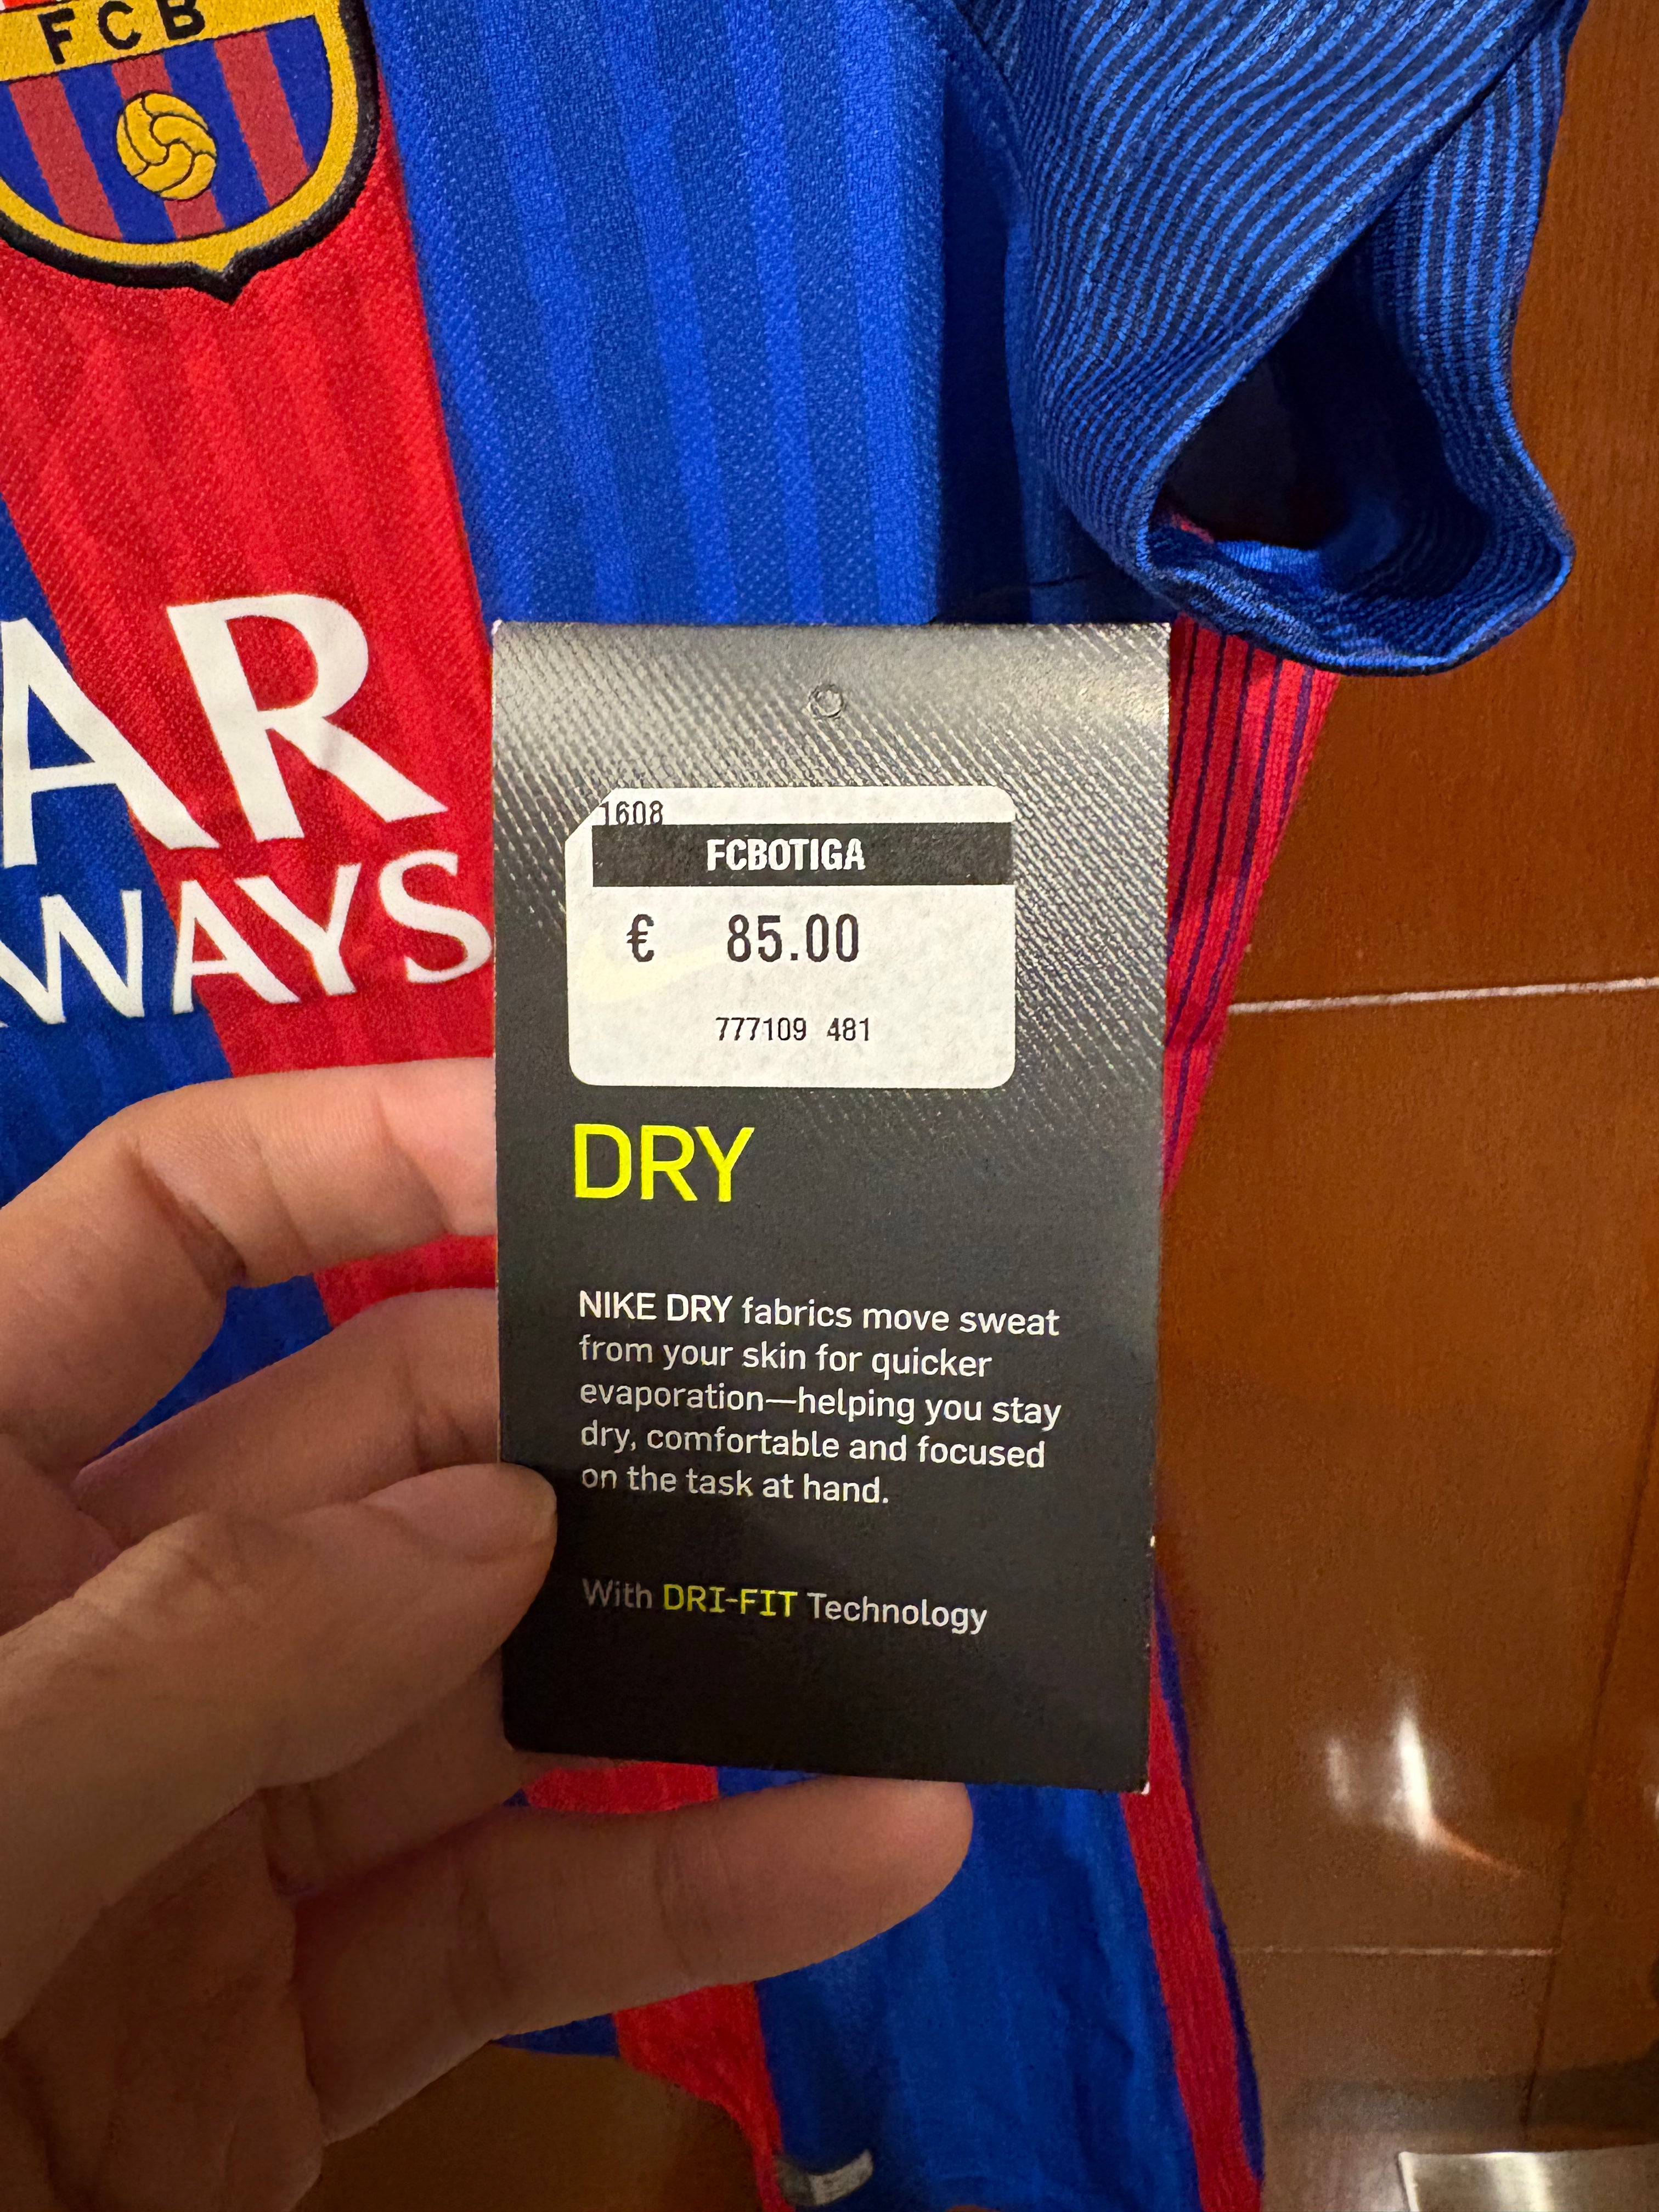 FCB
AR
WAYS
1608
FCBOTIGA
€ 85.00
777109 481
DRY
NIKE DRY fabrics move sweat
from your skin for quicker
evaporation—helping you stay
dry, comfortable and focused
on the task at hand.
With DRI-FIT Technology